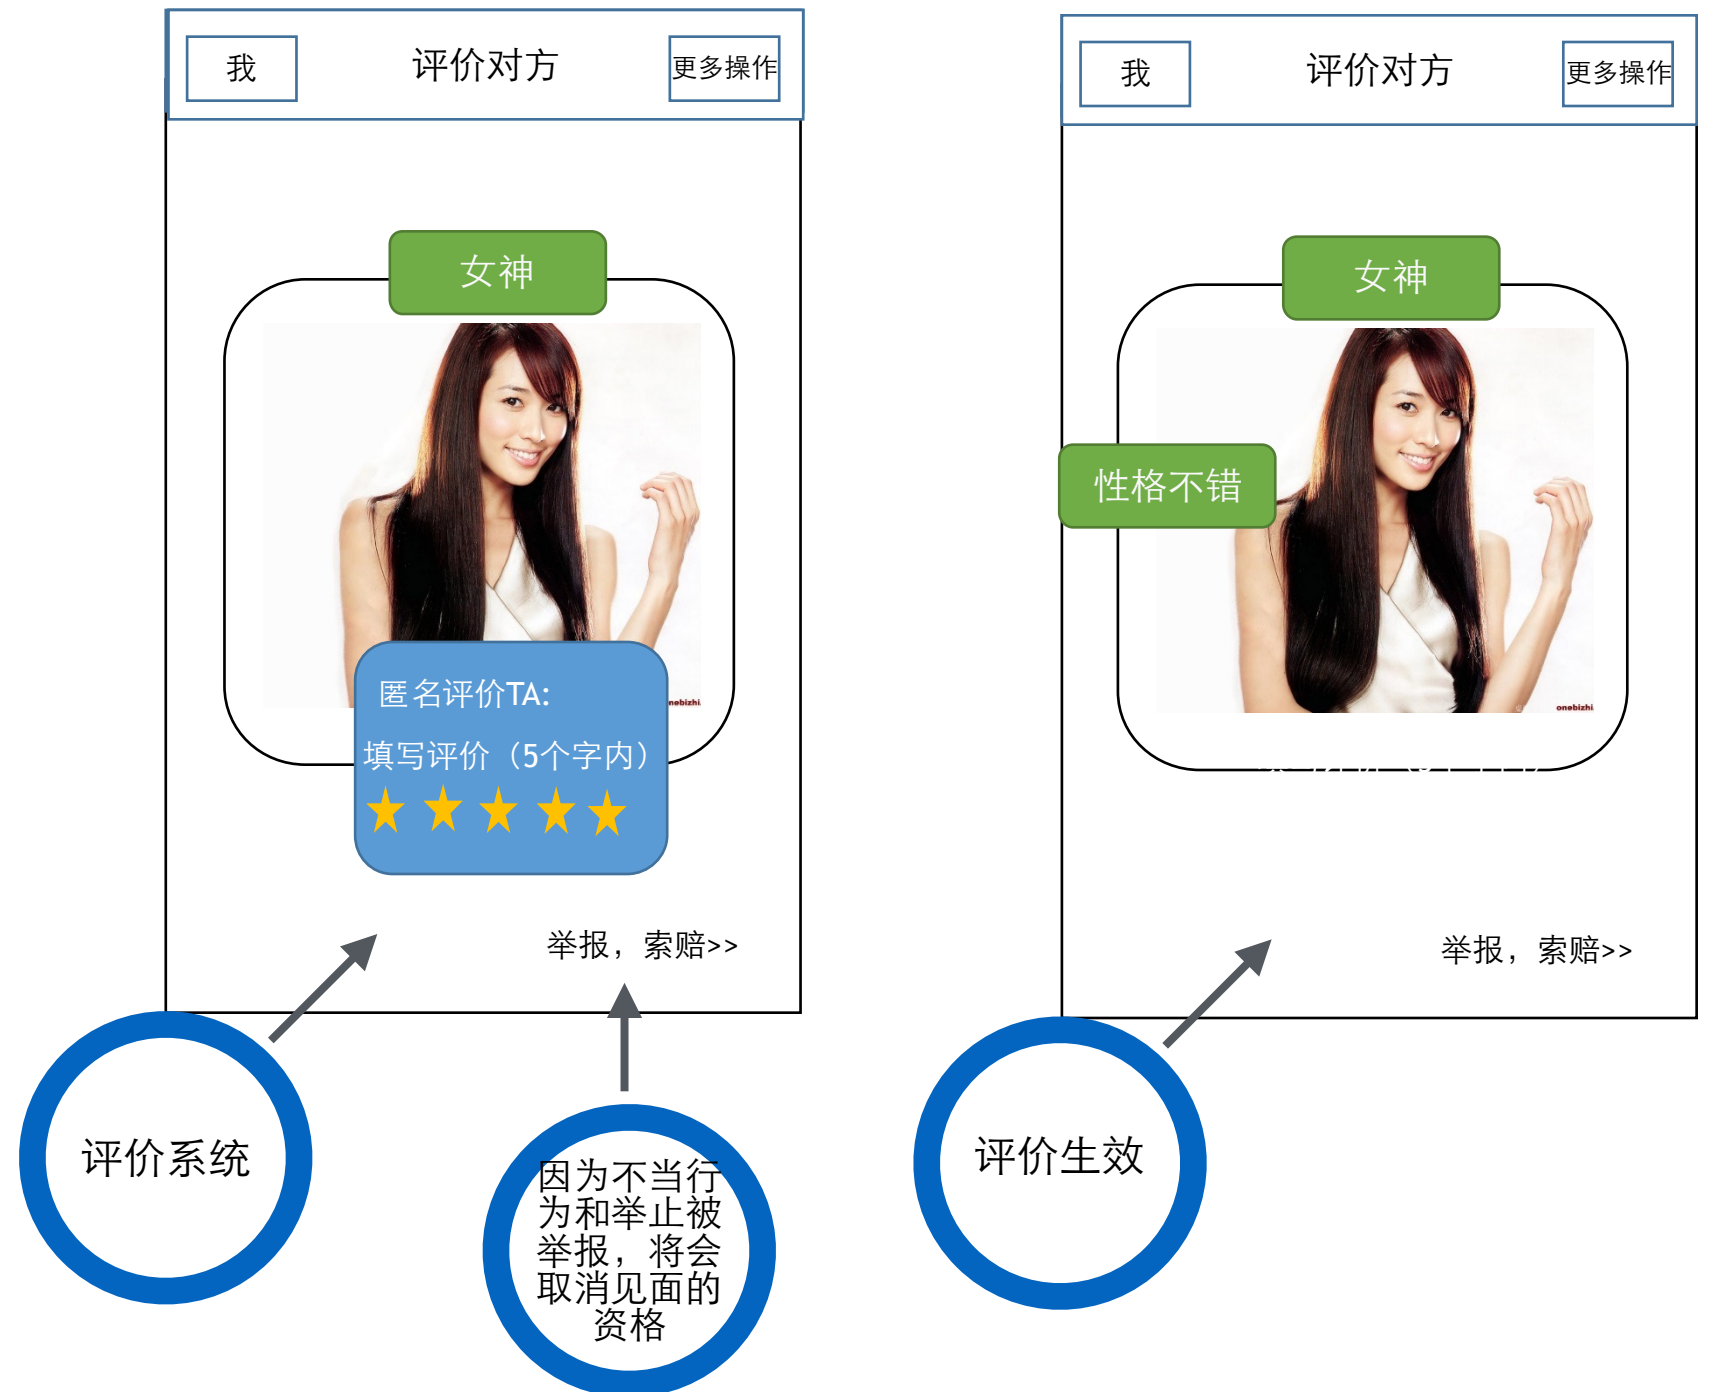 我
评价对方
更多操作
女神
匿名评价TA:
填写评价（5个字内）
举报，索赔>>
评价系统
因为不当行
为和举止被
举报，将会
取消见面的
资格
我
评价对方
更多操作
女神
性格不错
onebizhi
举报，索赔>>
评价生效